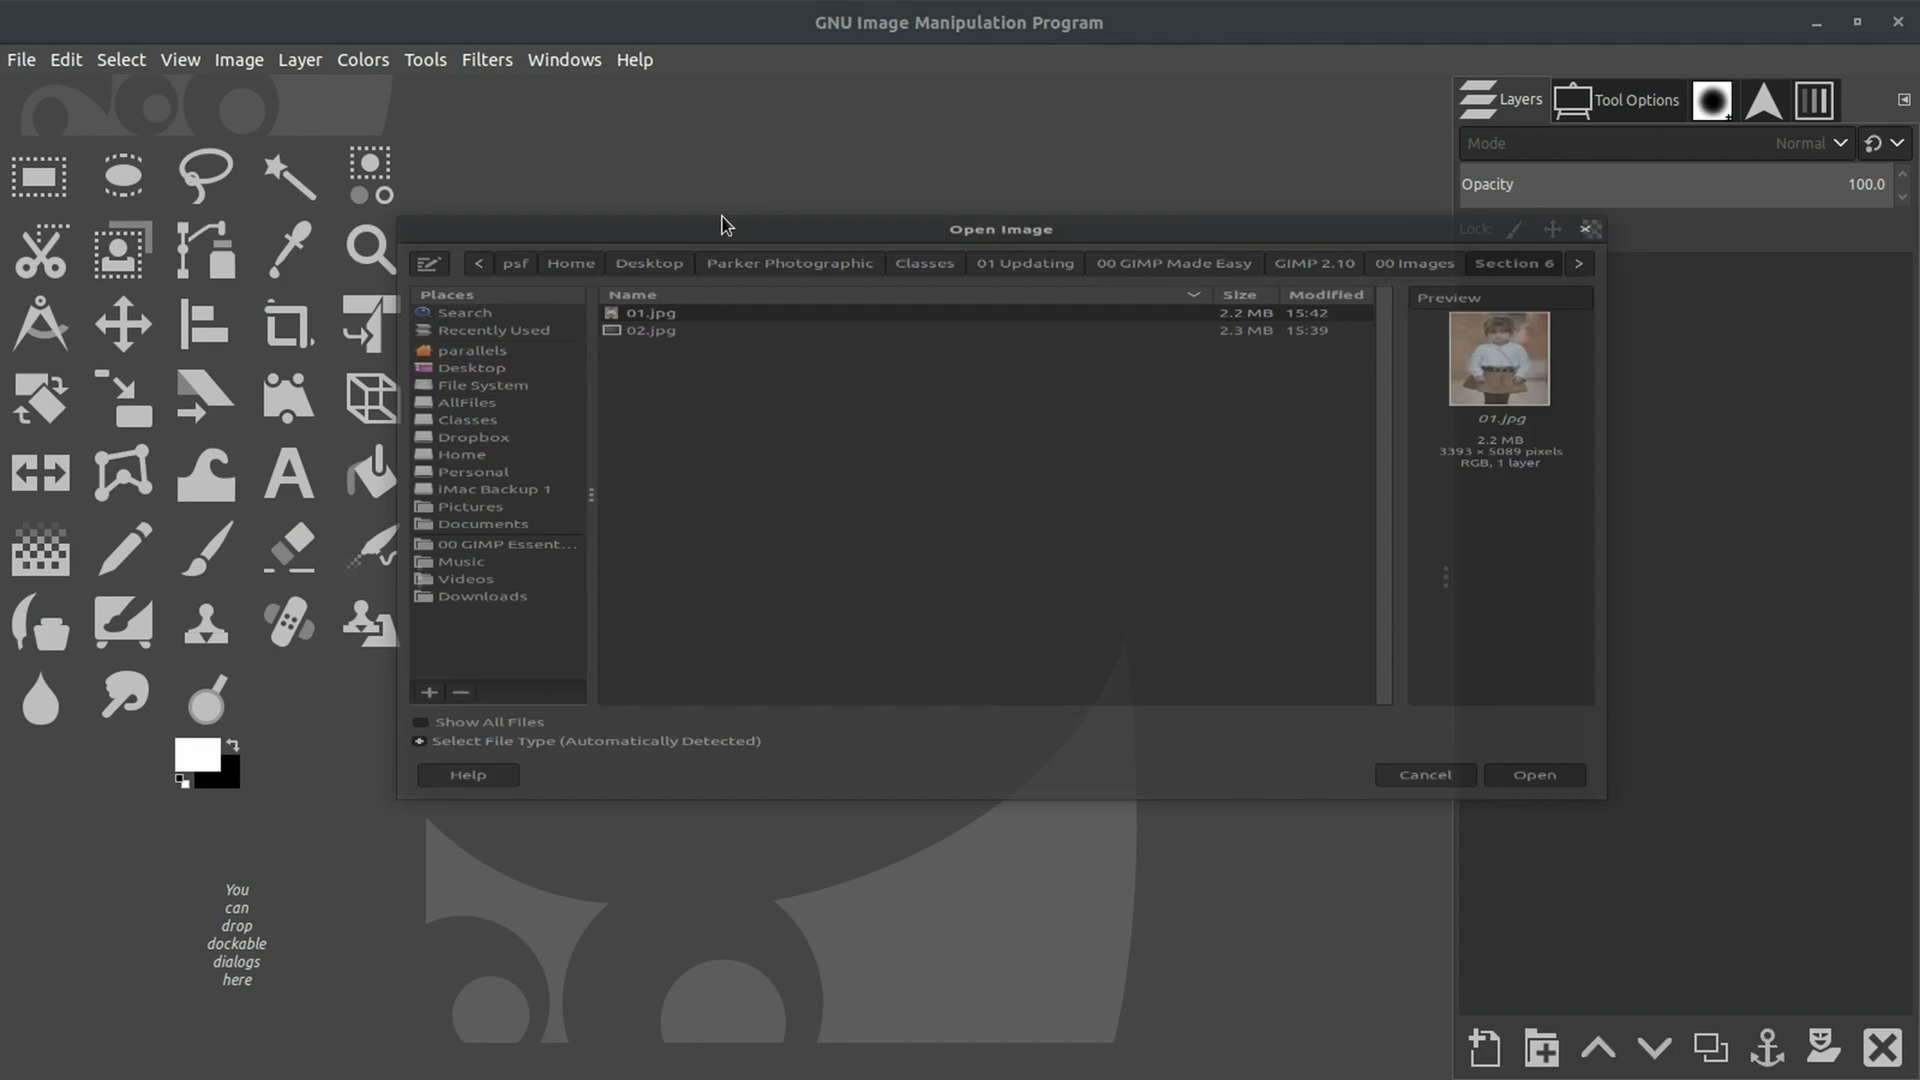 GNU Image Manipulation Program
File Edit Select View Image Layer Colors Tools Filters Windows Help
Layers Tool Options
Mode Normal
Opacity 100.0
Lock:
Open Image
psf Home Desktop Parker Photographic Classes 01 Updating 00 GIMP Made Easy GIMP 2.10 00 Images Section 6
Places Name Size Modified Preview
Search 01.jpg 2.2 MB 15:42
Recently Used 02.jpg 2.3 MB 15:39
parallels
Desktop
File System
AllFiles
Classes
Dropbox
Home
Personal
iMac Backup 1
Pictures
Documents
00 GIMP Essent...
Music
Videos
Downloads
01.jpg
2.2 MB
3393 × 5089 pixels
RGB, 1 layer
Show All Files
Select File Type (Automatically Detected)
Help Cancel Open
You
can
drop
dockable
dialogs
here